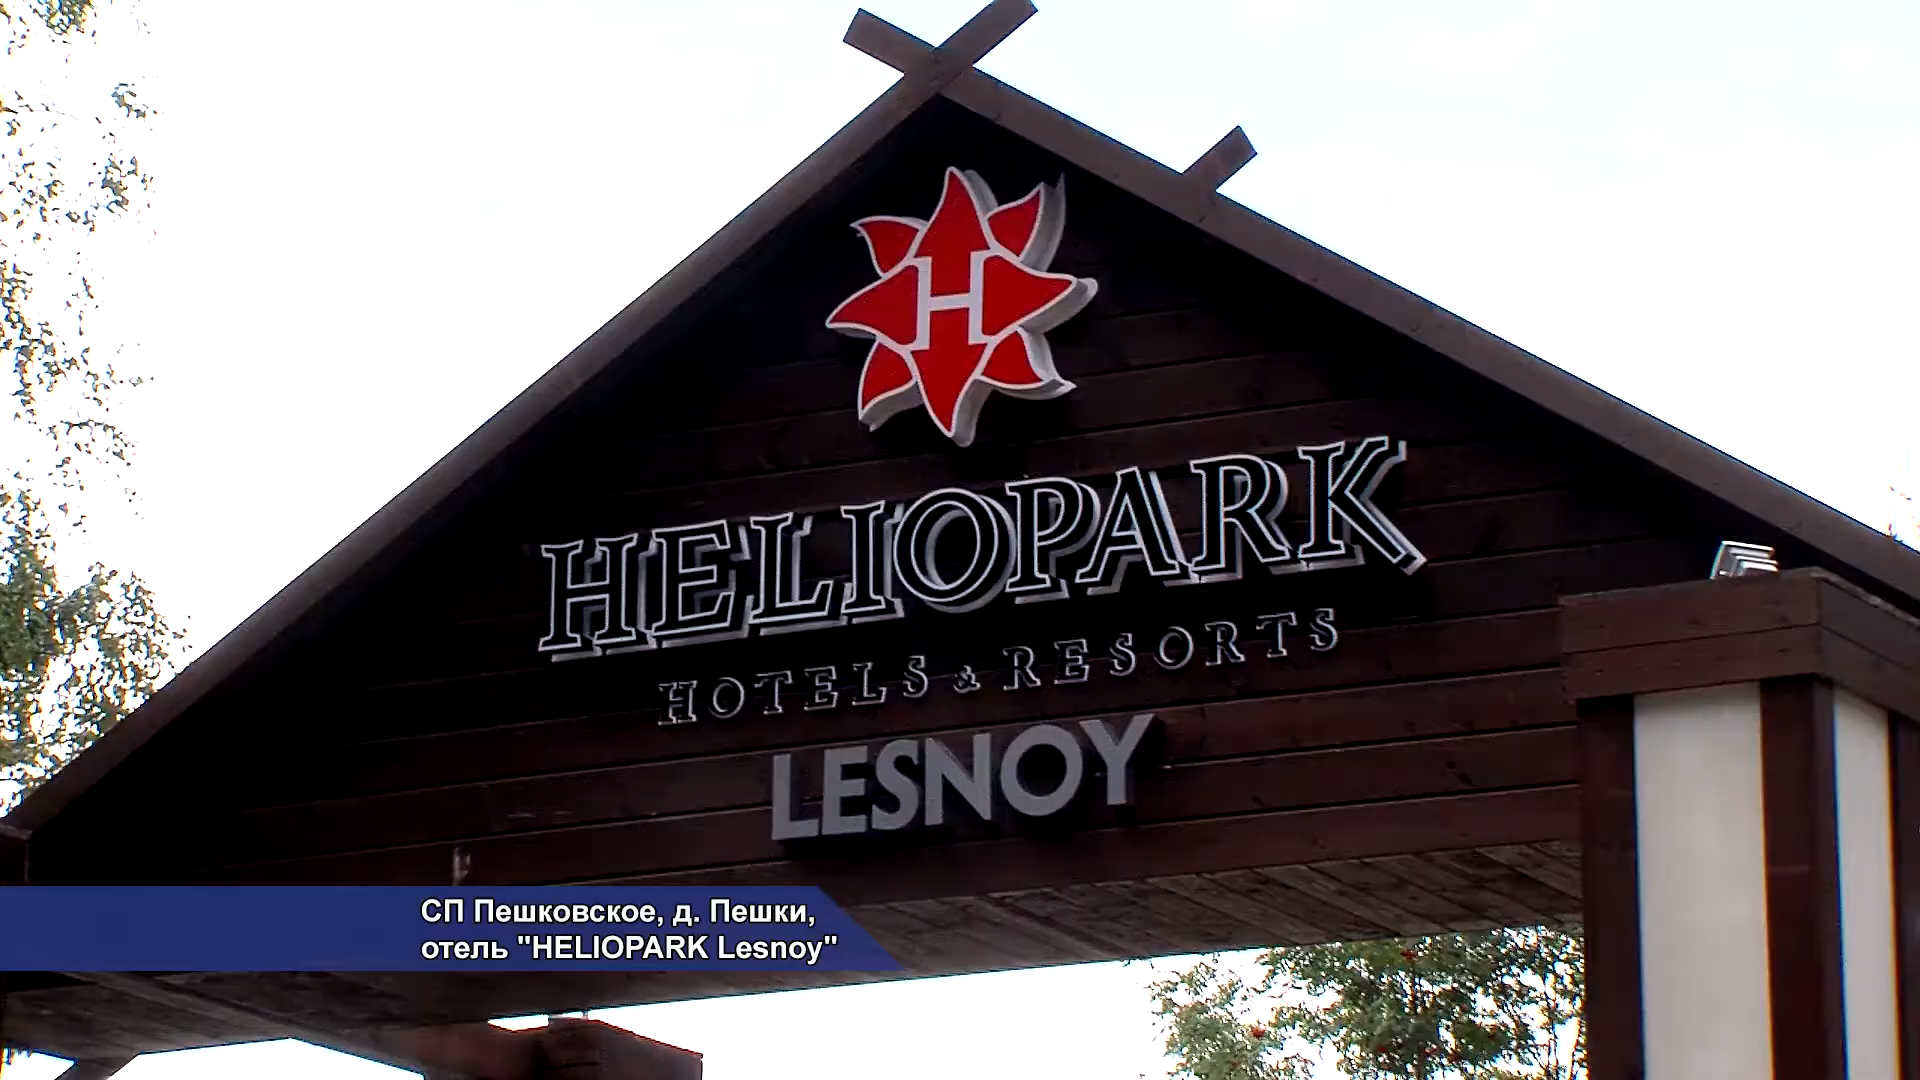 H
HELIOPARK
HOTELS & RESORTS
LESNOY
СП Пешковское, д. Пешки,
отель "HELIOPARK Lesnoy"